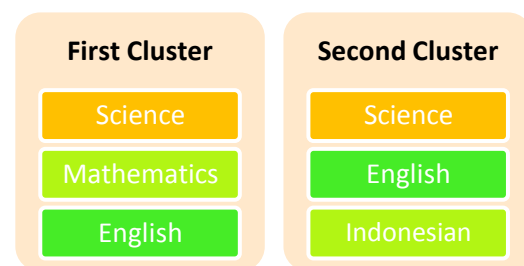 First Cluster
Science
Mathematics
English
Second Cluster
Science
English
Indonesian